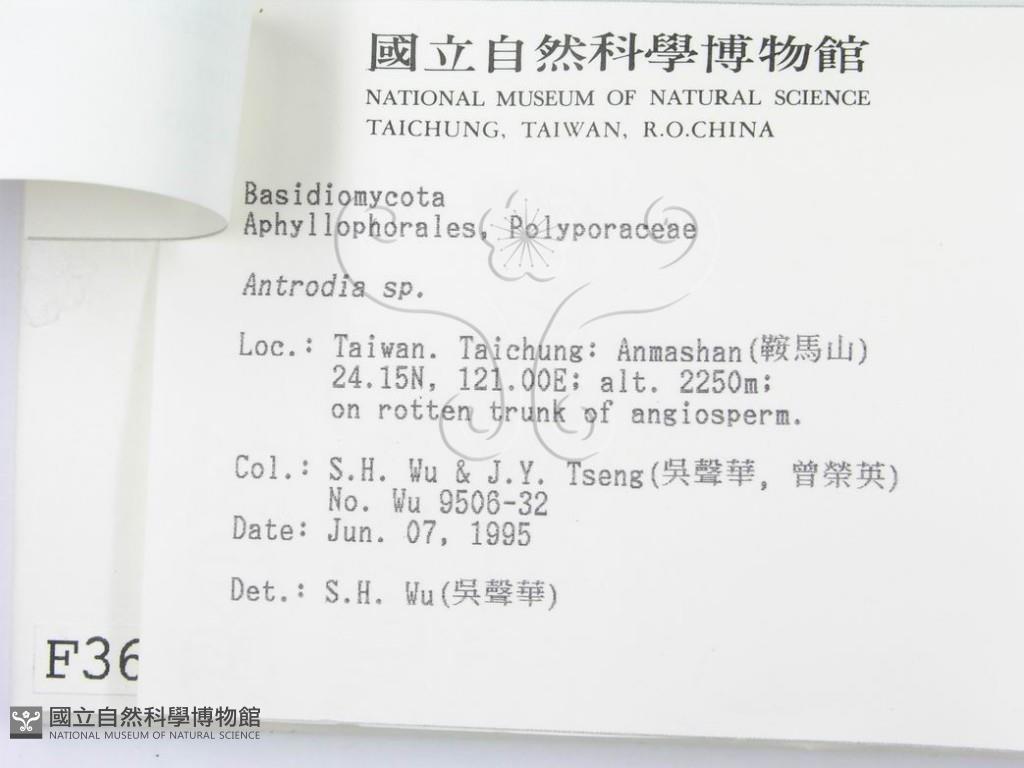 國立自然科學博物館
NATIONAL MUSEUM OF NATURAL SCIENCE
TAICHUNG, TAIWAN, R.O.CHINA
Basidiomycota
Aphyllophorales, Polyporaceae
Antrodia sp.
Loc.: Taiwan. Taichung: Anmashan(鞍馬山)
24.15N, 121.00E; alt. 2250m;
on rotten trunk of angiosperm.
Col.: S.H. Wu & J.Y. Tseng(吳聲華, 曾榮英)
No. Wu 9506-32
Date: Jun. 07, 1995
Det.: S.H. Wu(吳聲華)
F36
國立自然科學博物館
NATIONAL MUSEUM OF NATURAL SCIENCE